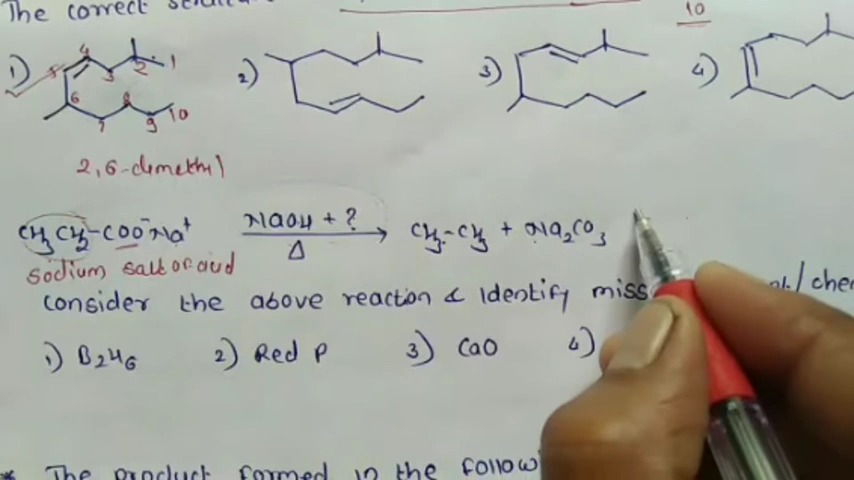 The correct
10
1) 5 4 3 2 1 6 7 8 9 10 2) 3) 4)
2,6-dimethyl
CH3 CH2-COO⁻Na⁺ NaOH + ? Δ CH3-CH3 + Na2CO3
sodium salt of acid
Consider the above reaction & Identify miss
1) B2H6 2) Red P 3) CaO 4)
* The product formed in the follow